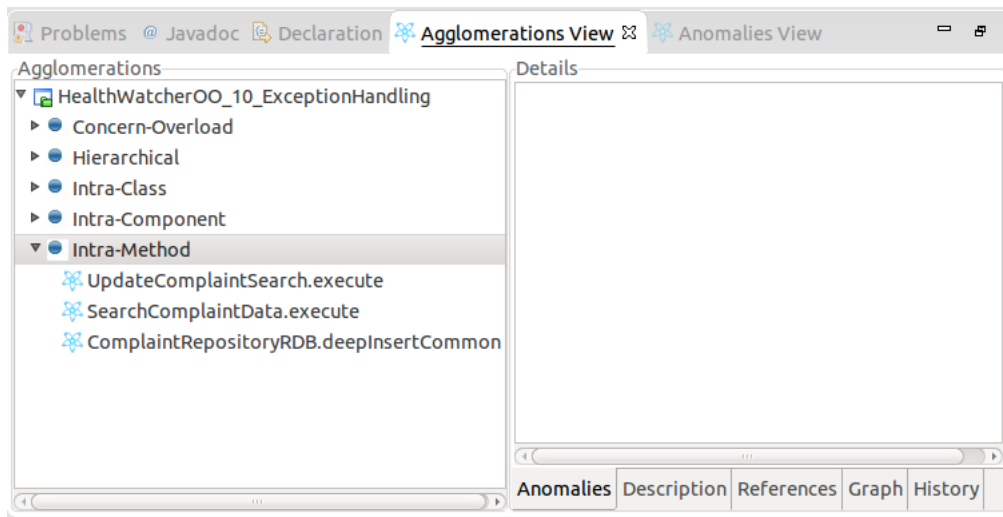 Problems @ Javadoc Declaration Agglomerations View Anomalies View
Agglomerations
HealthWatcherOO_10_ExceptionHandling
Concern-Overload
Hierarchical
Intra-Class
Intra-Component
Intra-Method
UpdateComplaintSearch.execute
SearchComplaintData.execute
ComplaintRepositoryRDB.deepInsertCommon
Details
Anomalies Description References Graph History